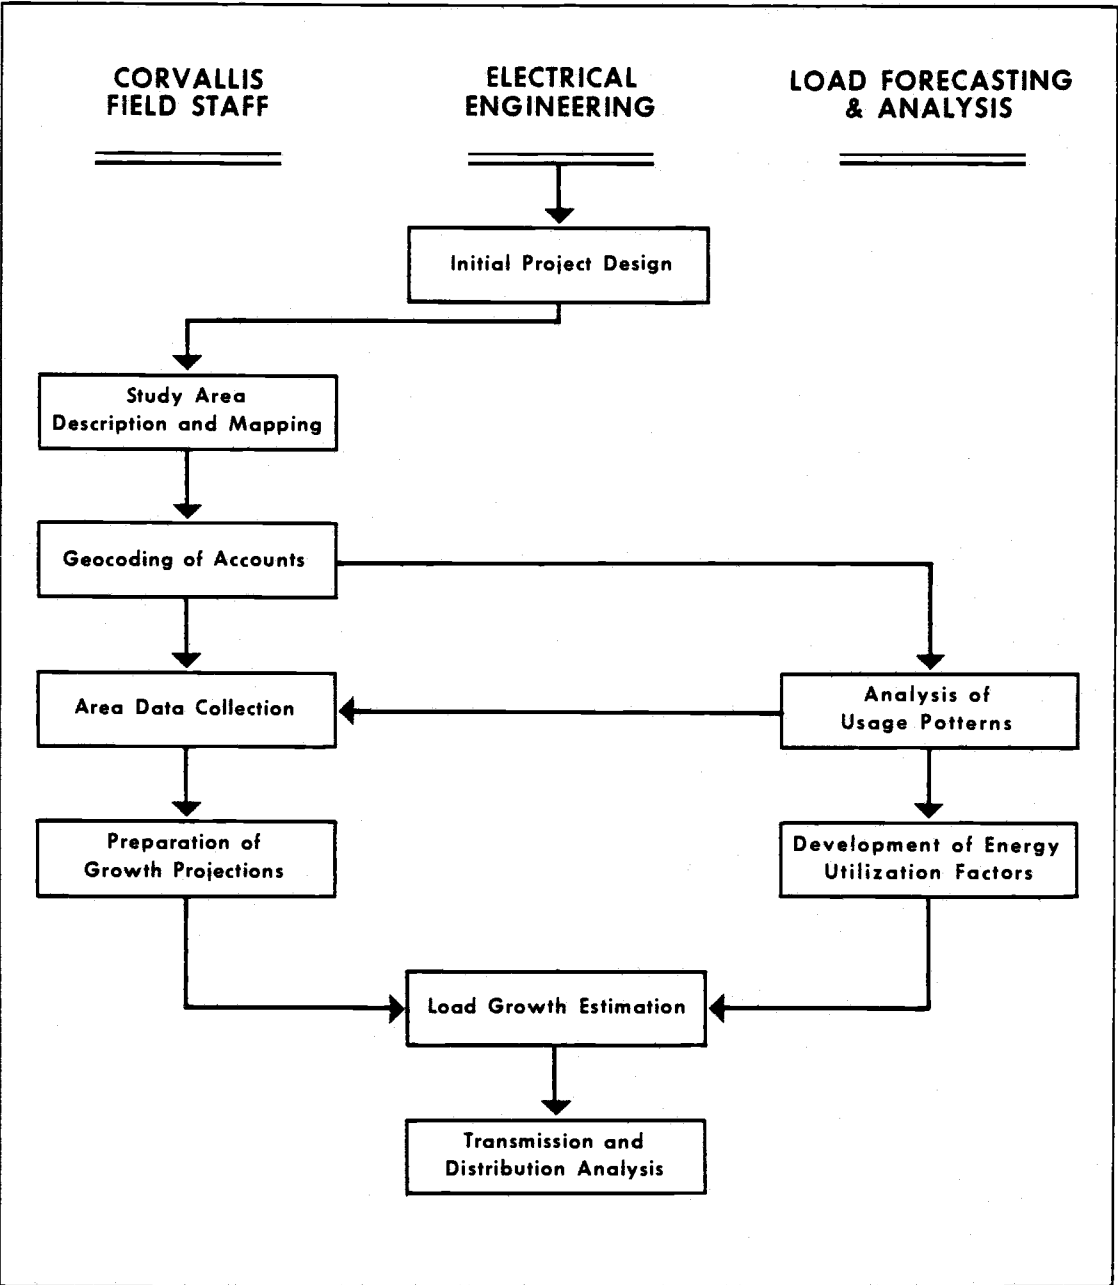 CORVALLIS
FIELD STAFF
ELECTRICAL
ENGINEERING
LOAD FORECASTING
& ANALYSIS
Initial Project Design
Study Area
Description and Mapping
Geocoding of Accounts
Area Data Collection
Analysis of
Usage Potterns
Preparation of
Growth Projections
Development of Energy
Utilization Factors
Load Growth Estimation
Transmission and
Distribution Analysis